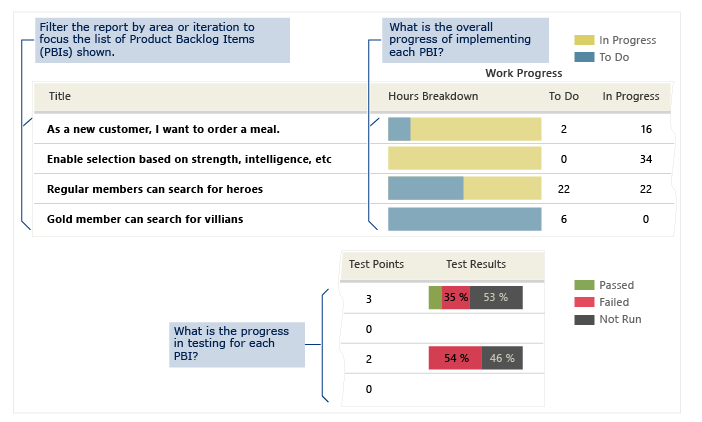 Filter the report by area or iteration to
focus the list of Product Backlog Items
(PBIs) shown.
What is the overall
progress of implementing
each PBI?
In Progress
To Do
Work Progress
Title Hours Breakdown To Do In Progress
As a new customer, I want to order a meal. 2 16
Enable selection based on strength, intelligence, etc 0 34
Regular members can search for heroes 22 22
Gold member can search for villians 6 0
Test Points Test Results
3 35 % 53 %
0
2 54 % 46 %
0
Passed
Failed
Not Run
What is the progress
in testing for each
PBI?